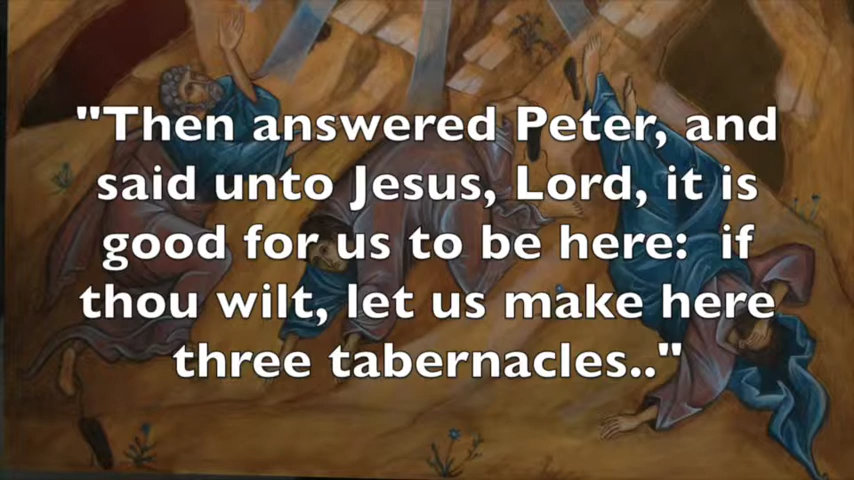 "Then answered Peter, and
said unto Jesus, Lord, it is
good for us to be here:  if
thou wilt, let us make here
three tabernacles.."